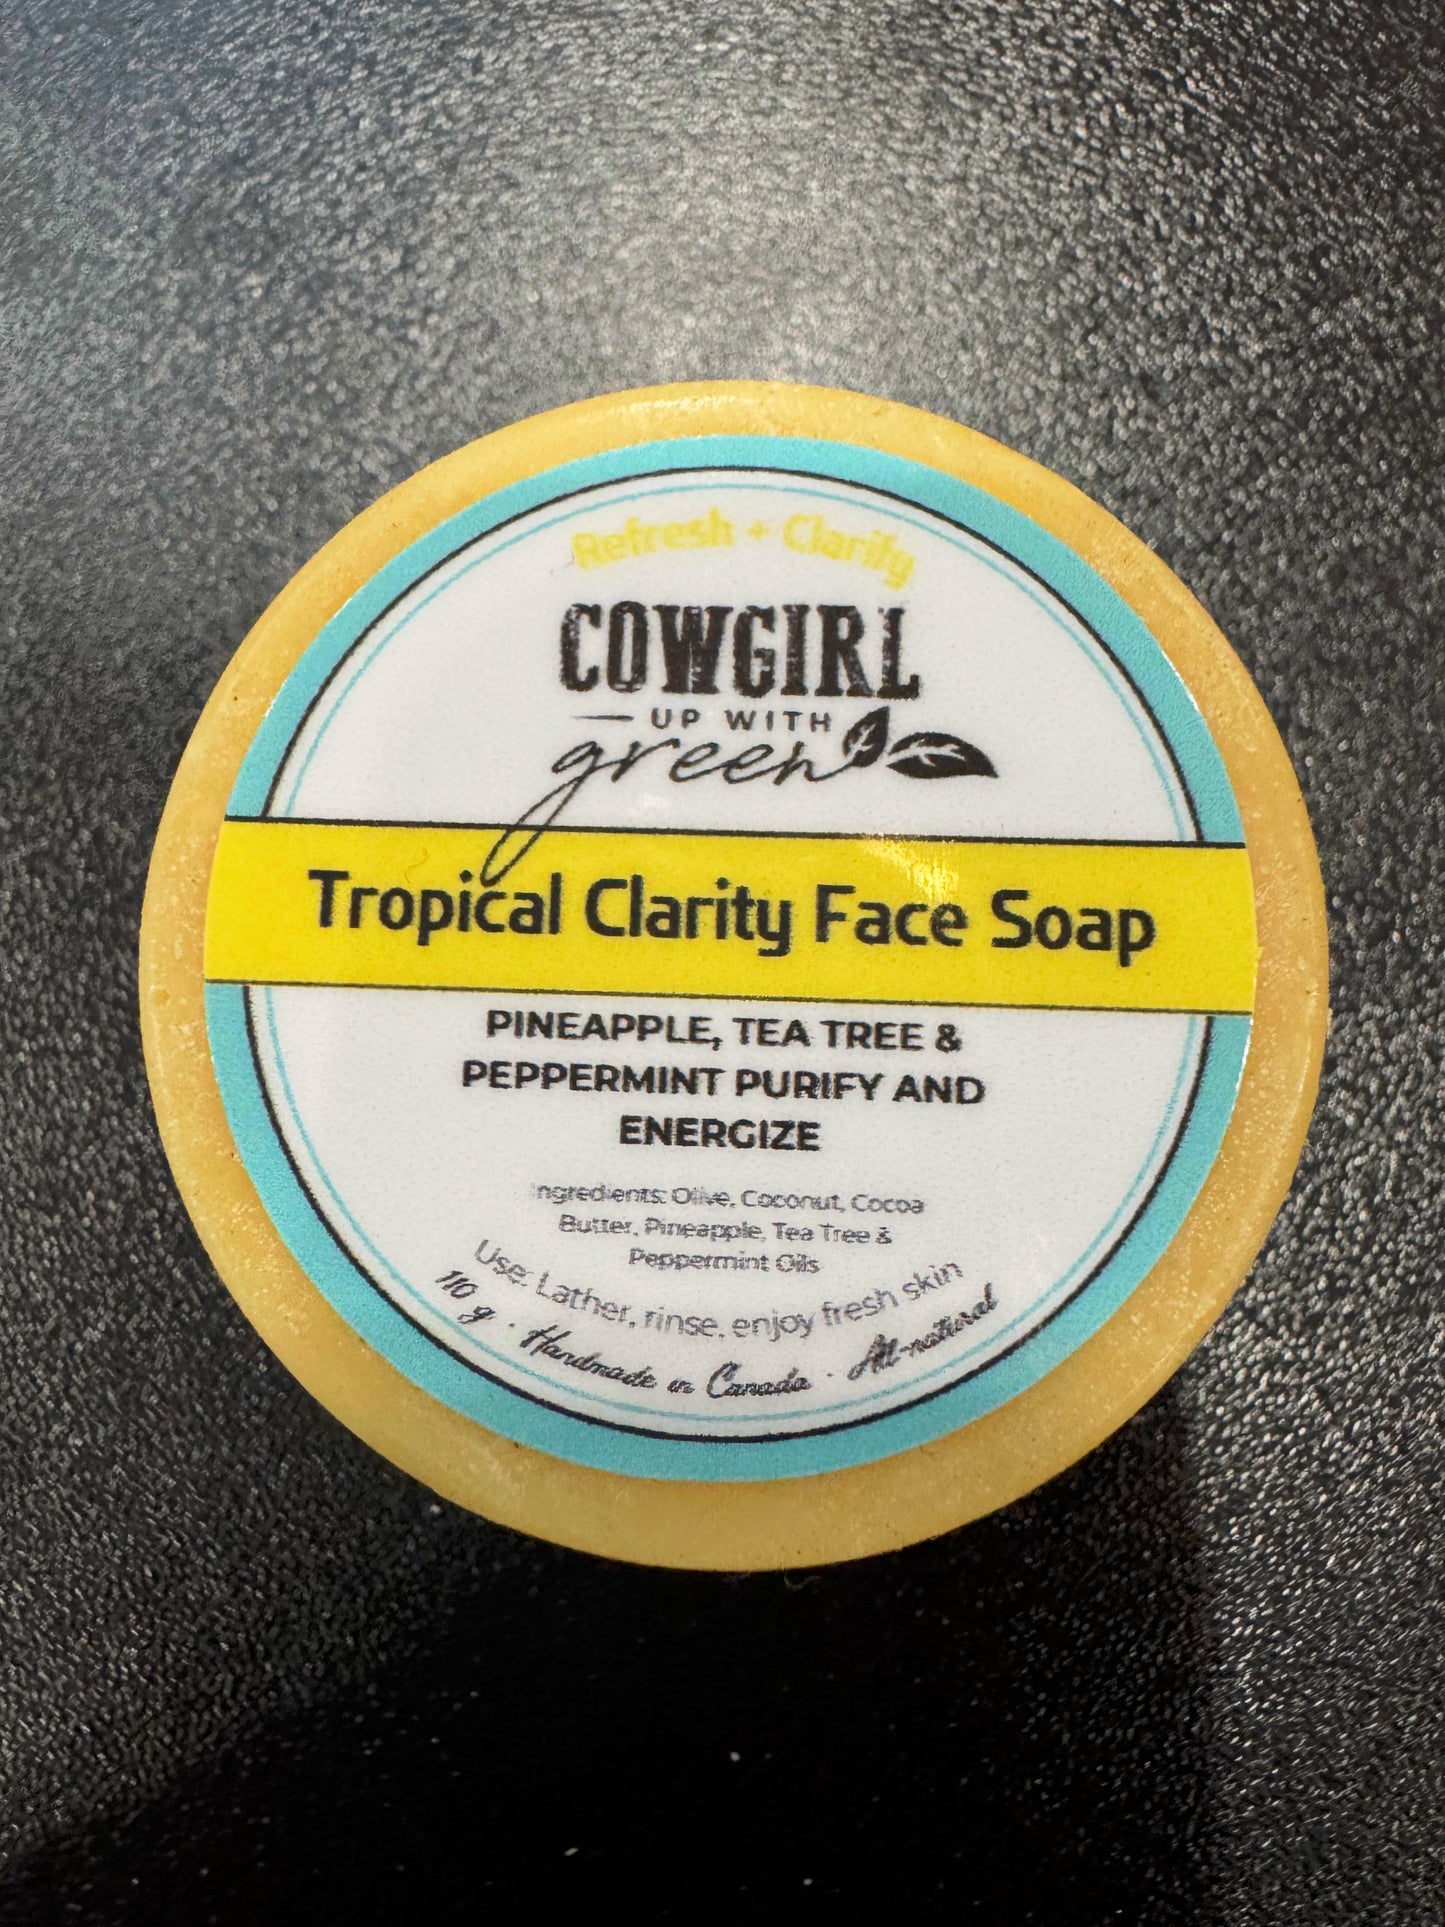 Refresh + Clarify
COWGIRL
UP WITH
green
Tropical Clarity Face Soap
PINEAPPLE, TEA TREE &
PEPPERMINT PURIFY AND
ENERGIZE
Ingredients: Olive, Coconut, Cocoa
Butter, Pineapple, Tea Tree &
Peppermint Oils
Use: Lather, rinse, enjoy fresh skin
110 g · Handmade in Canada · All-natural